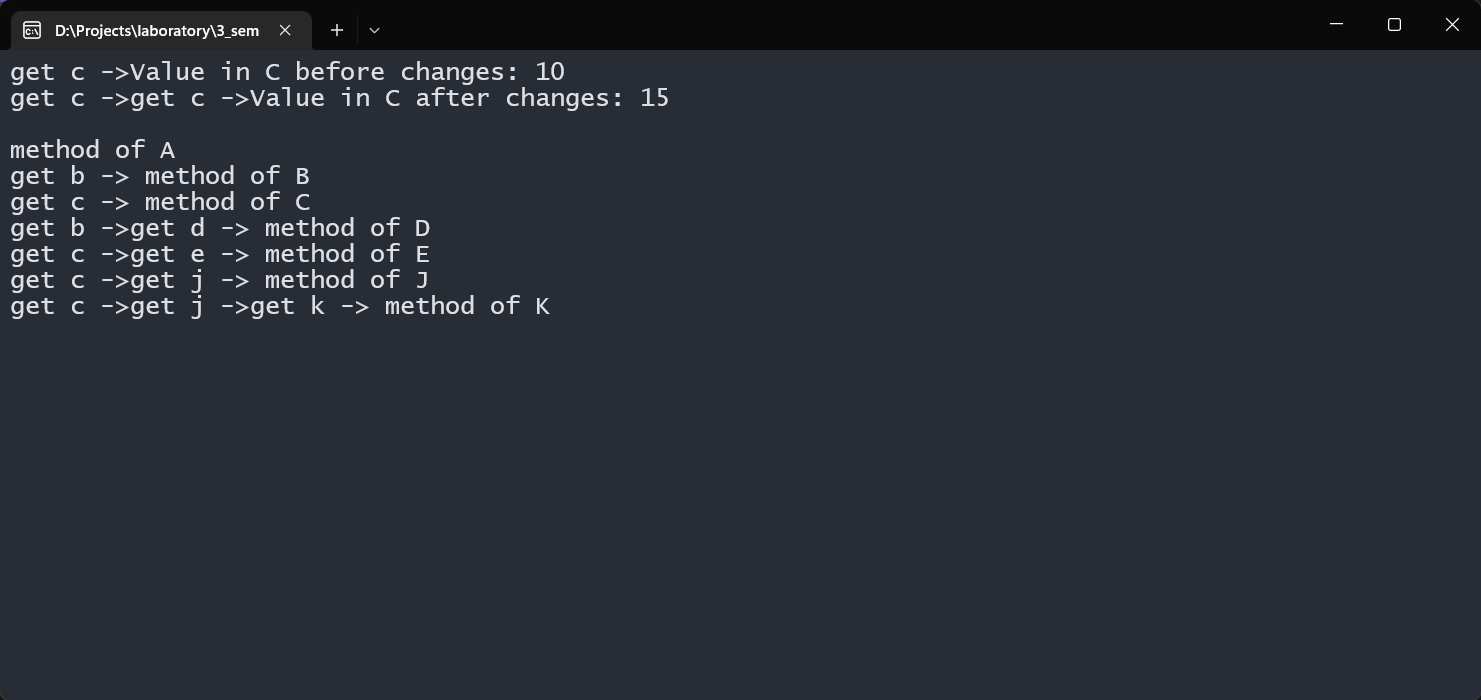 D:\Projects\laboratory\3_sem
get c ->Value in C before changes: 10
get c ->get c ->Value in C after changes: 15
method of A
get b -> method of B
get c -> method of C
get b ->get d -> method of D
get c ->get e -> method of E
get c ->get j -> method of J
get c ->get j ->get k -> method of K